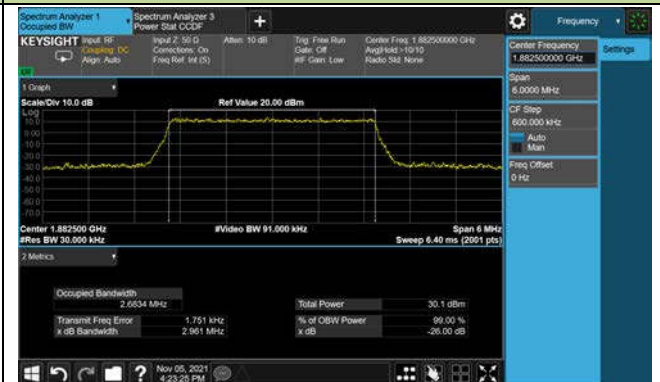 Spectrum Analyzer 1
Occupied BW
Spectrum Analyzer 3
Power Stat CCDF
+
Frequency
KEYSIGHT
Input: RF
Coupling: DC
Align: Auto
Input Z: 50 Ω
Corrections: On
Freq Ref: Int (S)
Atten: 10 dB
Trig: Free Run
Gate: Off
#IF Gain: Low
Center Freq: 1.882500000 GHz
Avg|Hold:>10/10
Radio Std: None
Center Frequency
1.882500000 GHz
Settings
Span
6.0000 MHz
CF Step
600.000 kHz
Auto
Man
Freq Offset
0 Hz
1 Graph
Scale/Div 10.0 dB
Ref Value 20.00 dBm
Log
10.0
0.00
-10.0
-20.0
-30.0
-40.0
-50.0
-60.0
-70.0
Center 1.882500 GHz
#Video BW 91.000 kHz
Span 6 MHz
#Res BW 30.000 kHz
Sweep 6.40 ms (2001 pts)
2 Metrics
Occupied Bandwidth
2.6834 MHz
Total Power 30.1 dBm
Transmit Freq Error 1.751 kHz
% of OBW Power 99.00 %
x dB Bandwidth 2.961 MHz
x dB -26.00 dB
Nov 05, 2021
4:23:25 PM